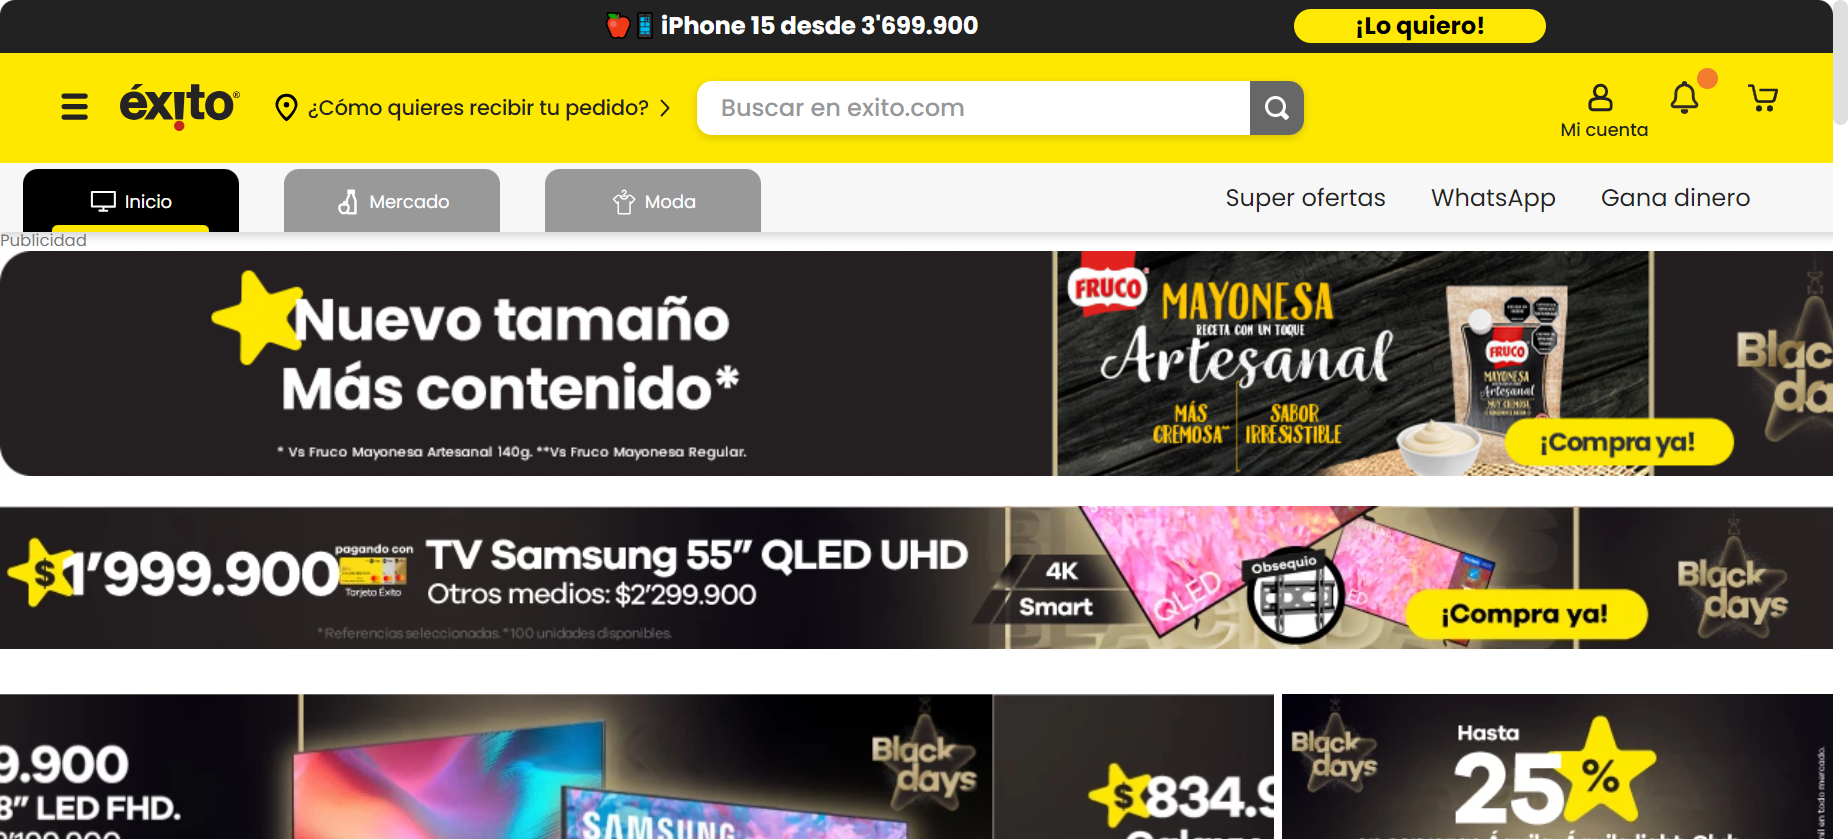 iPhone 15 desde 3'699.900
¡Lo quiero!
éxito®
¿Cómo quieres recibir tu pedido?
Buscar en exito.com
Mi cuenta
Inicio
Mercado
Moda
Super ofertas
WhatsApp
Gana dinero
Publicidad
Nuevo tamaño
Más contenido*
* Vs Fruco Mayonesa Artesanal 140g. **Vs Fruco Mayonesa Regular.
FRUCO
MAYONESA
RECETA CON UN TOQUE
Artesanal
MÁS
CREMOSA**
SABOR
IRRESISTIBLE
FRUCO
MAYONESA
Artesanal
MUY CREMOSA
¡Compra ya!
Blac
da
$1'999.900
pagando con
Tarjeta Éxito
TV Samsung 55" QLED UHD
Otros medios: $2'299.900
*Referencias seleccionadas. *100 unidades disponibles.
4K
Smart
QLED
Obsequio
¡Compra ya!
Black
days
9.900
8" LED FHD.
SAMSUNG
Black
days
$834.9
Black
days
Hasta
25%